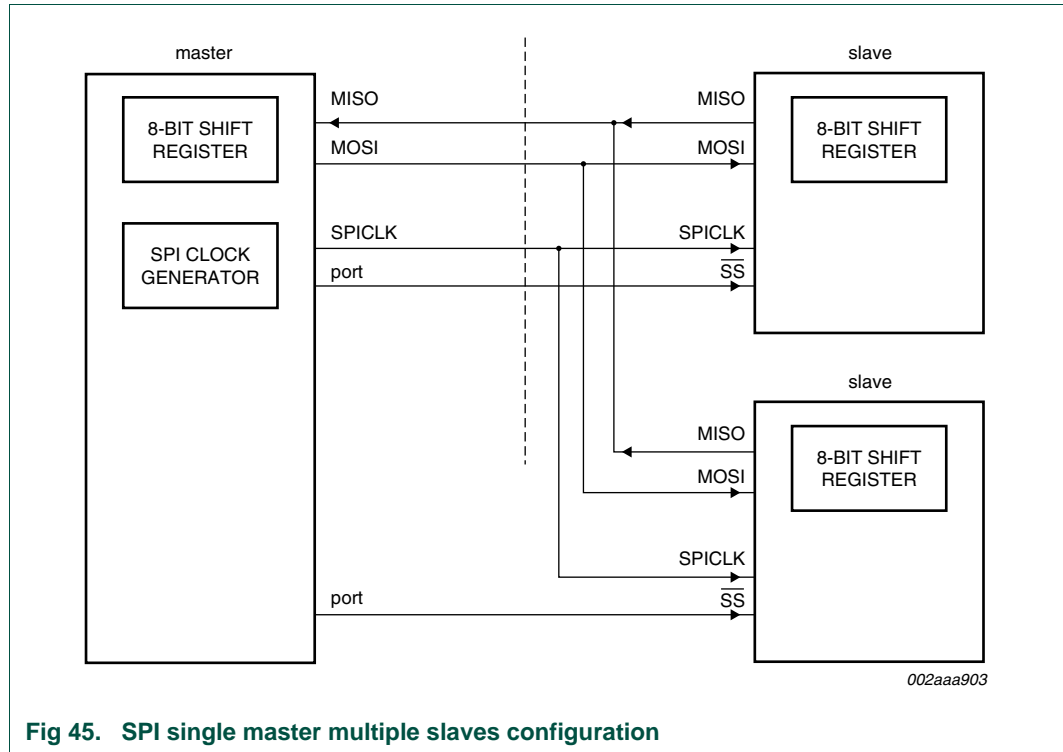 master
slave
MISO
MISO
8-BIT SHIFT
REGISTER
8-BIT SHIFT
REGISTER
MOSI
MOSI
SPICLK
SPICLK
SPI CLOCK
GENERATOR
port
SS
slave
MISO
8-BIT SHIFT
REGISTER
MOSI
SPICLK
port
SS
002aaa903
Fig 45. SPI single master multiple slaves configuration